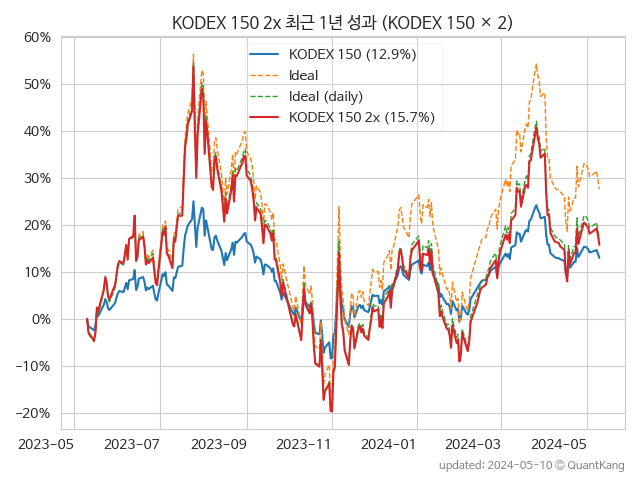 KODEX 150 2x 최근 1년 성과 (KODEX 150 × 2)
60%
50%
40%
30%
20%
10%
0%
−10%
−20%
KODEX 150 (12.9%)
Ideal
Ideal (daily)
KODEX 150 2x (15.7%)
2023-05
2023-07
2023-09
2023-11
2024-01
2024-03
2024-05
updated: 2024-05-10 © QuantKang